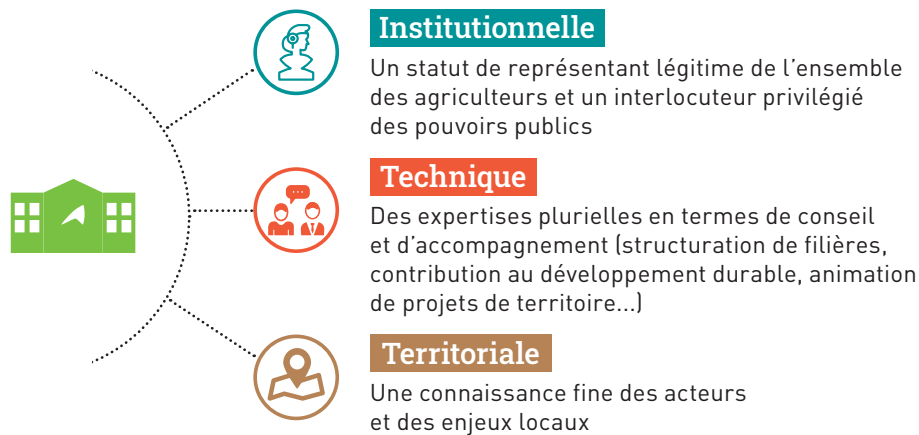 Institutionnelle
Un statut de représentant légitime de l'ensemble
des agriculteurs et un interlocuteur privilégié
des pouvoirs publics
Technique
Des expertises plurielles en termes de conseil
et d'accompagnement (structuration de filières,
contribution au développement durable, animation
de projets de territoire...)
Territoriale
Une connaissance fine des acteurs
et des enjeux locaux